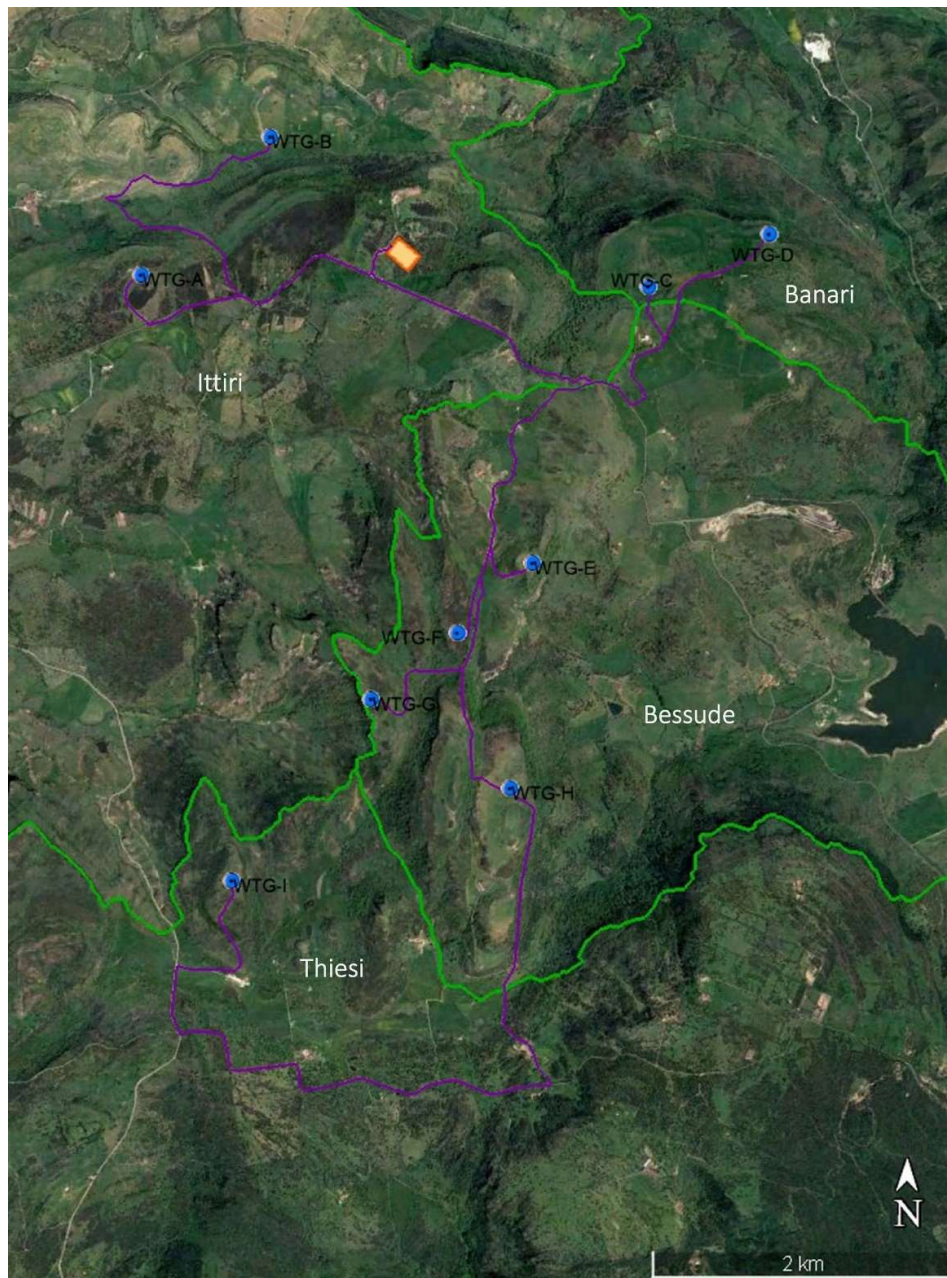 WTG-B
WTG-D
WTG-A
WTG-C
Banari
Ittiri
WTG-E
WTG-F
WTG-G
Bessude
WTG-H
WTG-I
Thiesi
N
2 km